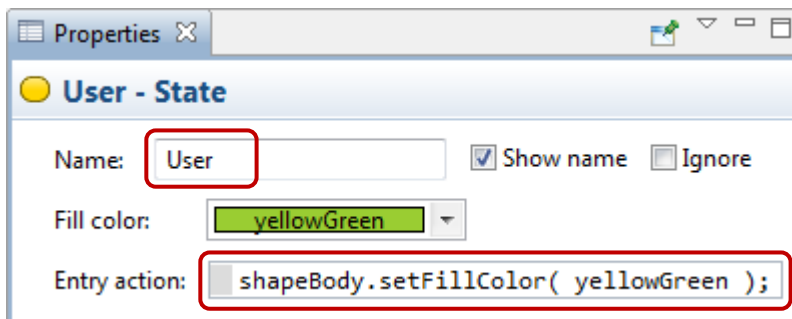 Properties
User - State
Name: User Show name Ignore
Fill color: yellowGreen
Entry action: shapeBody.setFillColor( yellowGreen );